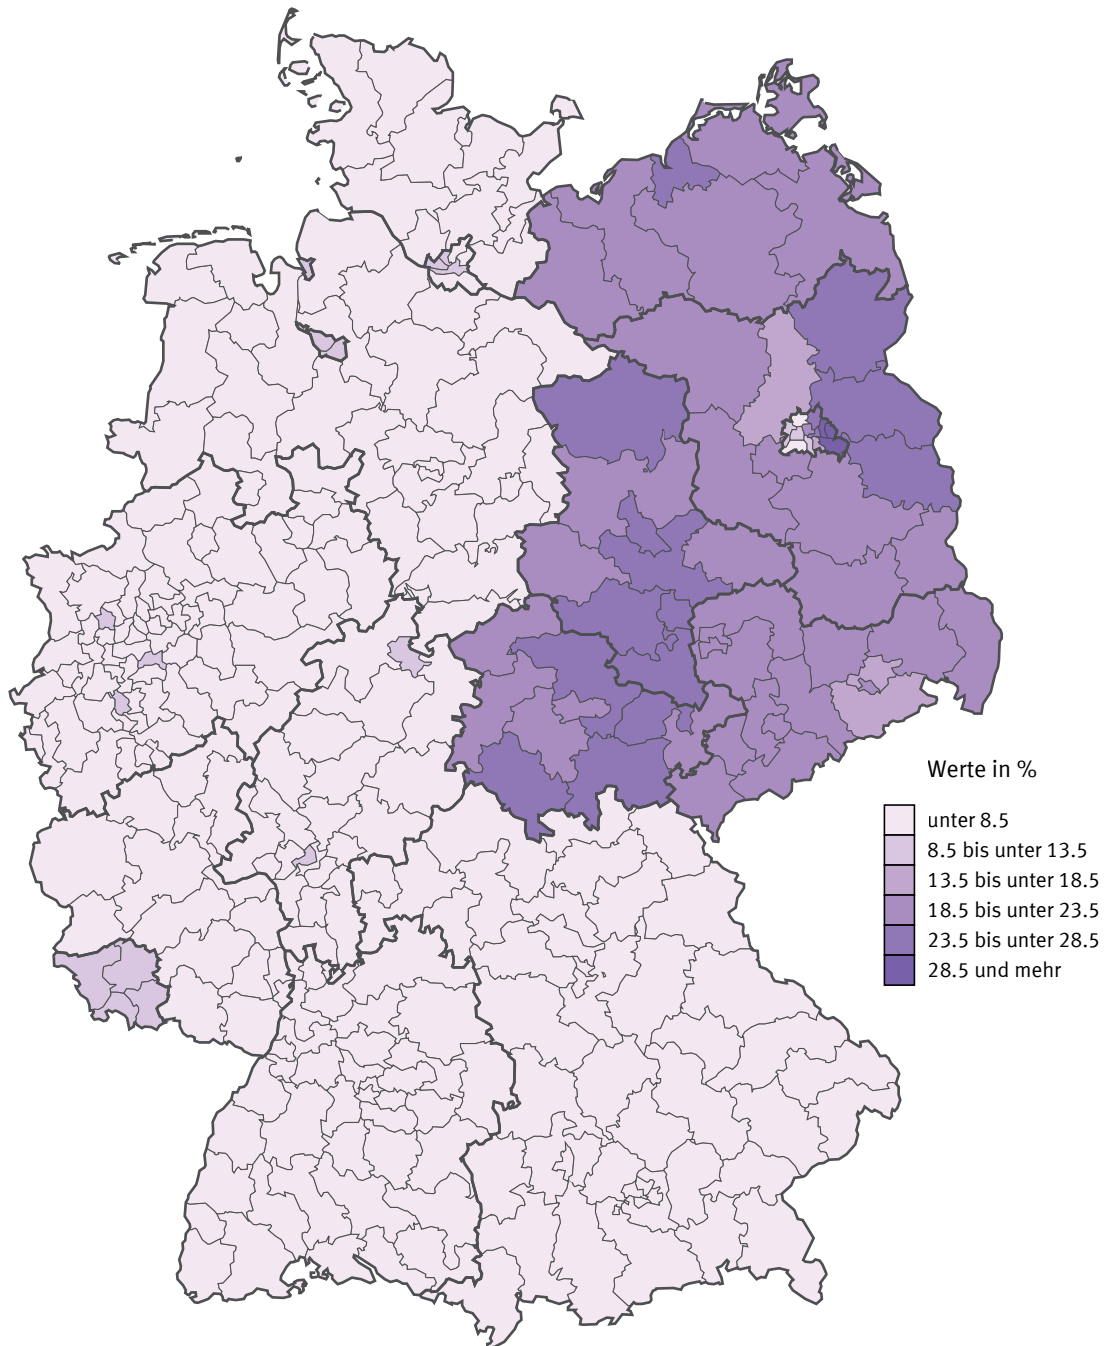 Werte in %
unter 8.5
8.5 bis unter 13.5
13.5 bis unter 18.5
18.5 bis unter 23.5
23.5 bis unter 28.5
28.5 und mehr